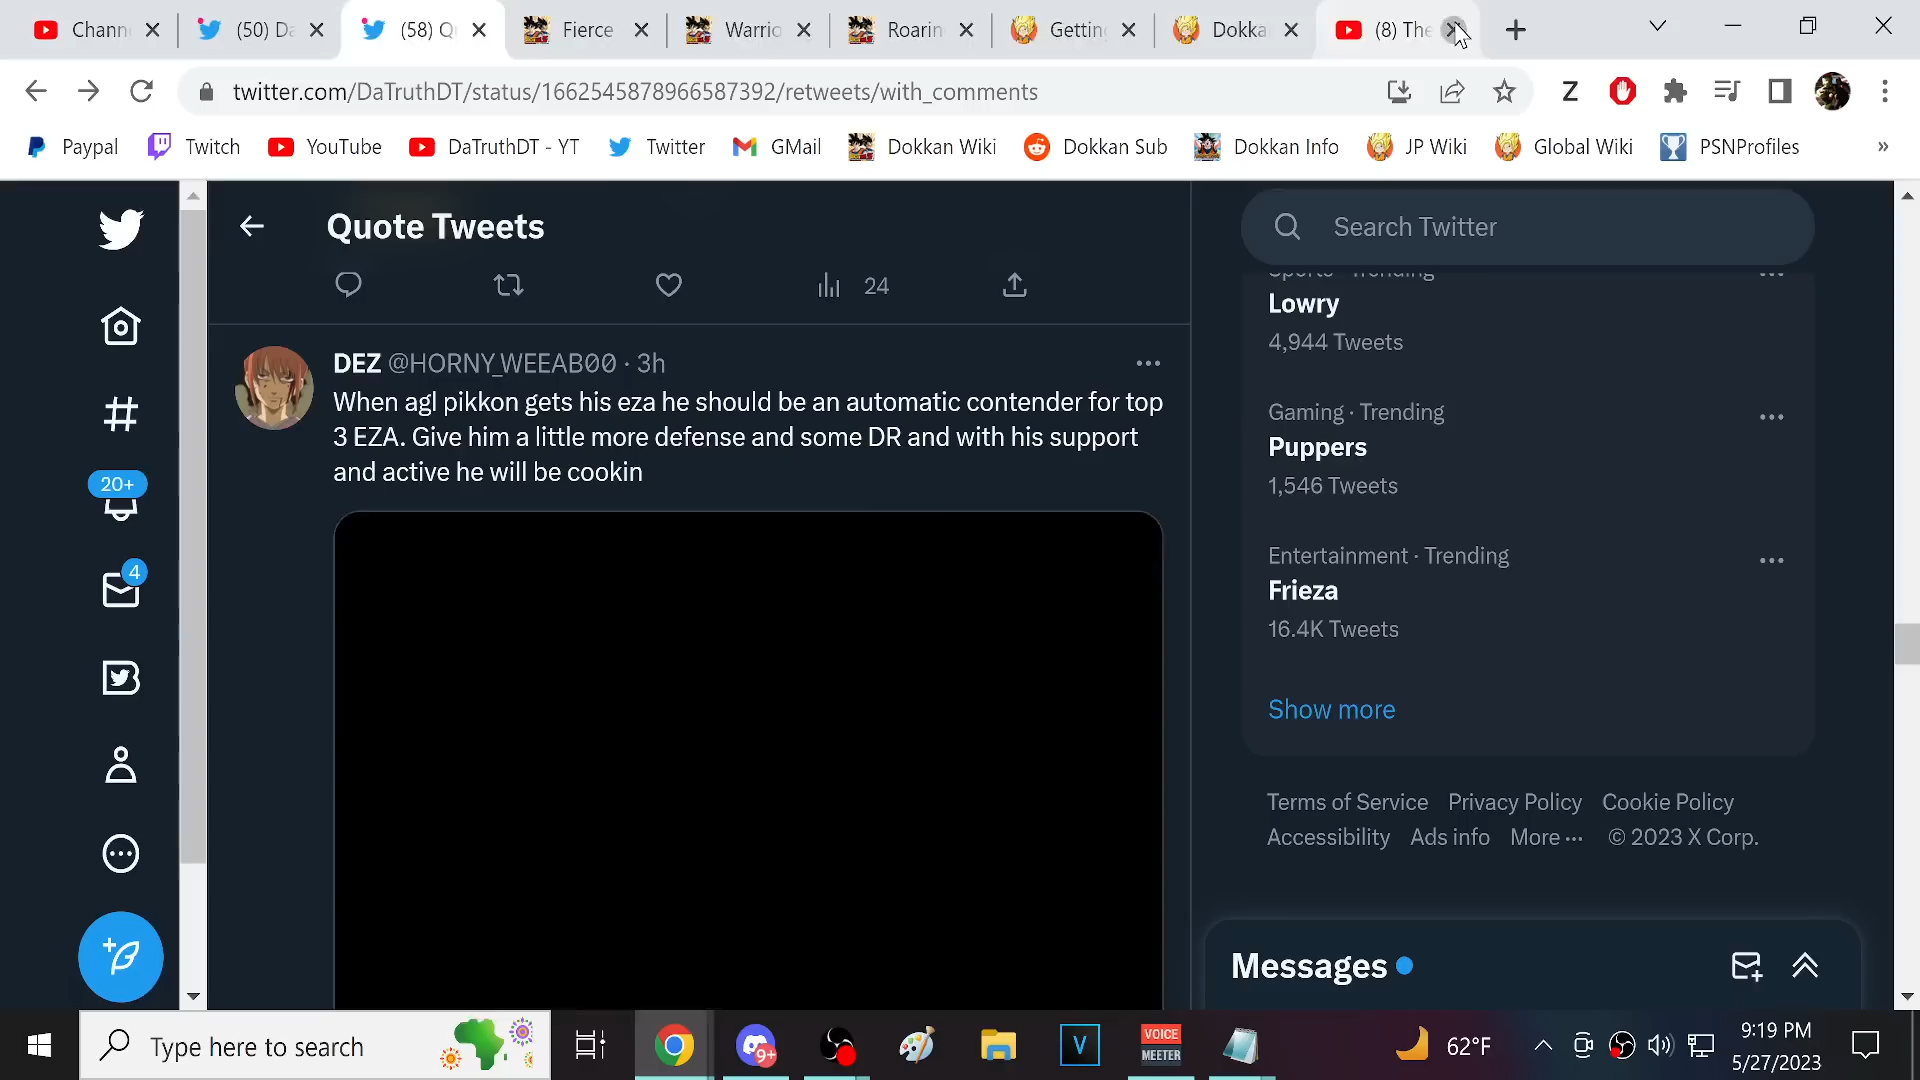 Chann
(50) Da
(58) Q
Fierce
Warrio
Roarin
Getting
Dokka
(8) The
twitter.com/DaTruthDT/status/1662545878966587392/retweets/with_comments
Z
Paypal
Twitch
YouTube
DaTruthDT - YT
Twitter
GMail
Dokkan Wiki
Dokkan Sub
Dokkan Info
JP Wiki
Global Wiki
PSNProfiles
»
Quote Tweets
24
DEZ @HORNY_WEEAB00 · 3h
When agl pikkon gets his eza he should be an automatic contender for top
3 EZA. Give him a little more defense and some DR and with his support
and active he will be cookin
20+
4
Search Twitter
Sports · Trending
Lowry
4,944 Tweets
Gaming · Trending
Puppers
1,546 Tweets
Entertainment · Trending
Frieza
16.4K Tweets
Show more
Terms of Service Privacy Policy Cookie Policy
Accessibility Ads info More ··· © 2023 X Corp.
Messages
Type here to search
9+
V
VOICE
MEETER
62°F
9:19 PM
5/27/2023